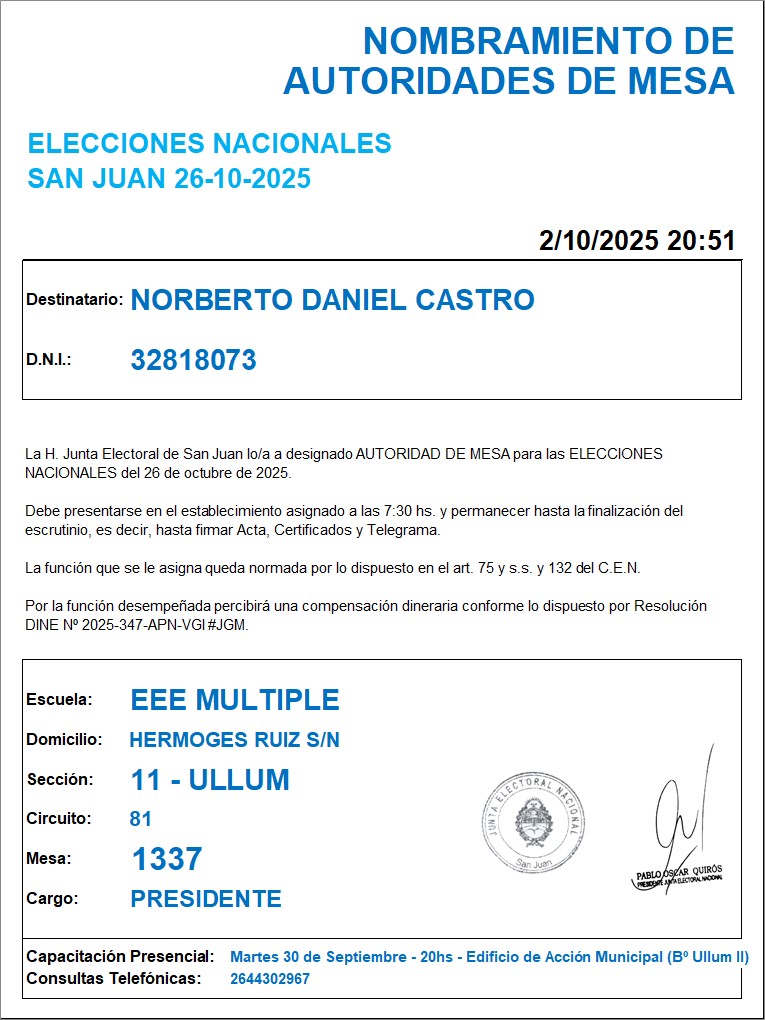 NOMBRAMIENTO DE
AUTORIDADES DE MESA
ELECCIONES NACIONALES
SAN JUAN 26-10-2025
2/10/2025 20:51
Destinatario: NORBERTO DANIEL CASTRO
D.N.I.: 32818073
La H. Junta Electoral de San Juan lo/a a designado AUTORIDAD DE MESA para las ELECCIONES
NACIONALES del 26 de octubre de 2025.
Debe presentarse en el establecimiento asignado a las 7:30 hs. y permanecer hasta la finalización del
escrutinio, es decir, hasta firmar Acta, Certificados y Telegrama.
La función que se le asigna queda normada por lo dispuesto en el art. 75 y s.s. y 132 del C.E.N.
Por la función desempeñada percibirá una compensación dineraria conforme lo dispuesto por Resolución
DINE Nº 2025-347-APN-VGI#JGM.
Escuela: EEE MULTIPLE
Domicilio: HERMOGES RUIZ S/N
Sección: 11 - ULLUM
Circuito: 81
Mesa: 1337
Cargo: PRESIDENTE
JUNTA ELECTORAL NACIONAL
San Juan
PABLO OSCAR QUIRÓS
PRESIDENTE JUNTA ELECTORAL NACIONAL
Capacitación Presencial: Martes 30 de Septiembre - 20hs - Edificio de Acción Municipal (Bº Ullum II)
Consultas Telefónicas: 2644302967